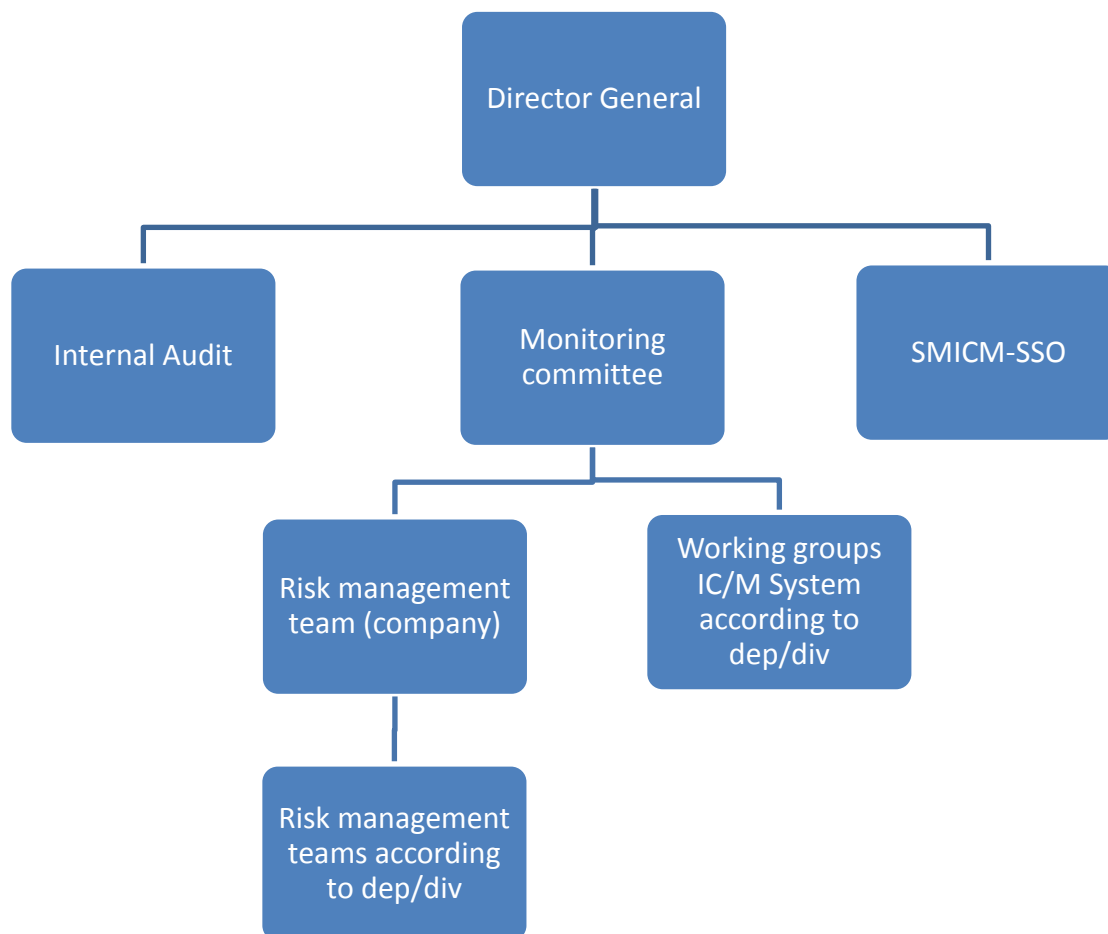 Director General
Internal Audit
Monitoring
committee
SMICM-SSO
Risk management
team (company)
Working groups
IC/M System
according to
dep/div
Risk management
teams according
to dep/div